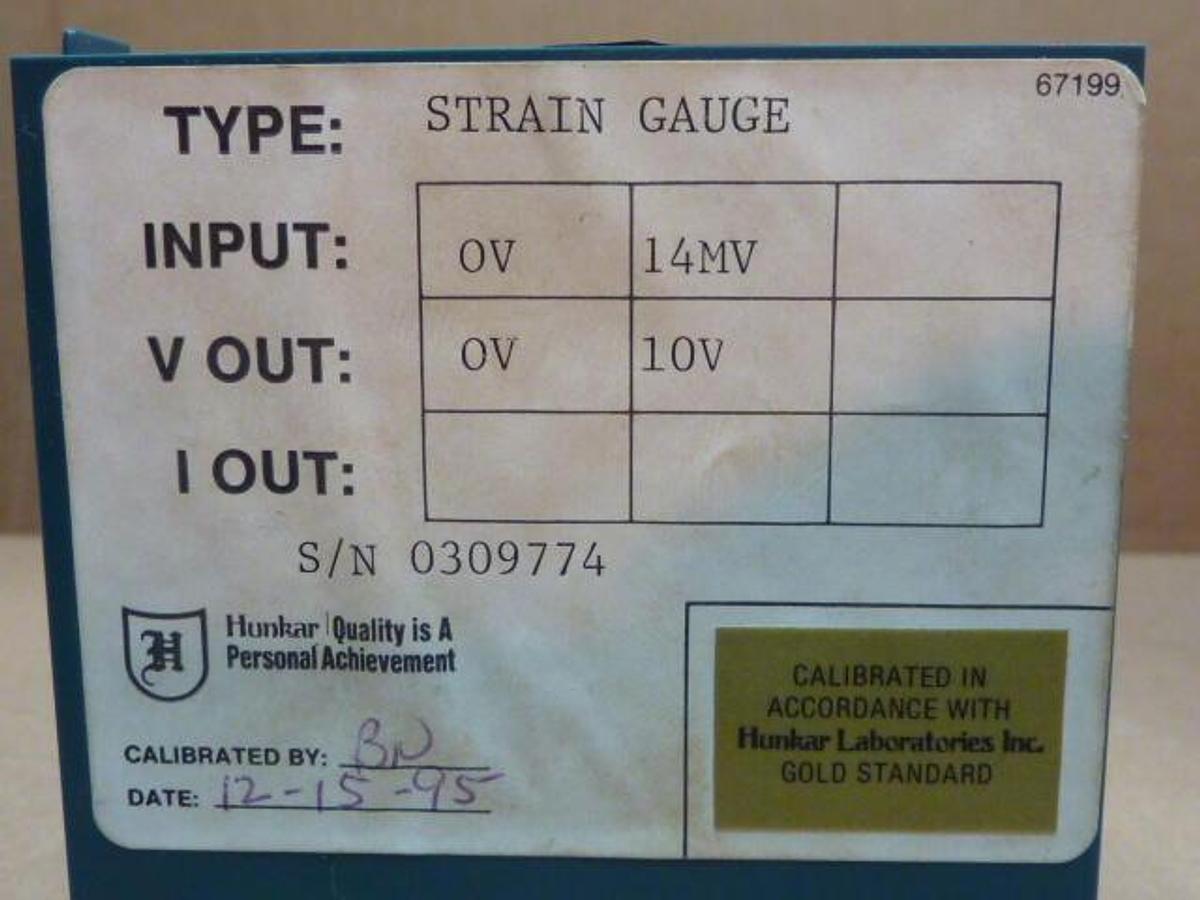 67199
TYPE: STRAIN GAUGE
INPUT: 0V 14MV
V OUT: 0V 10V
I OUT:
S/N 0309774
H
Hunkar Quality is A
Personal Achievement
CALIBRATED BY: BN
DATE: 12-15-95
CALIBRATED IN
ACCORDANCE WITH
Hunkar Laboratories Inc.
GOLD STANDARD